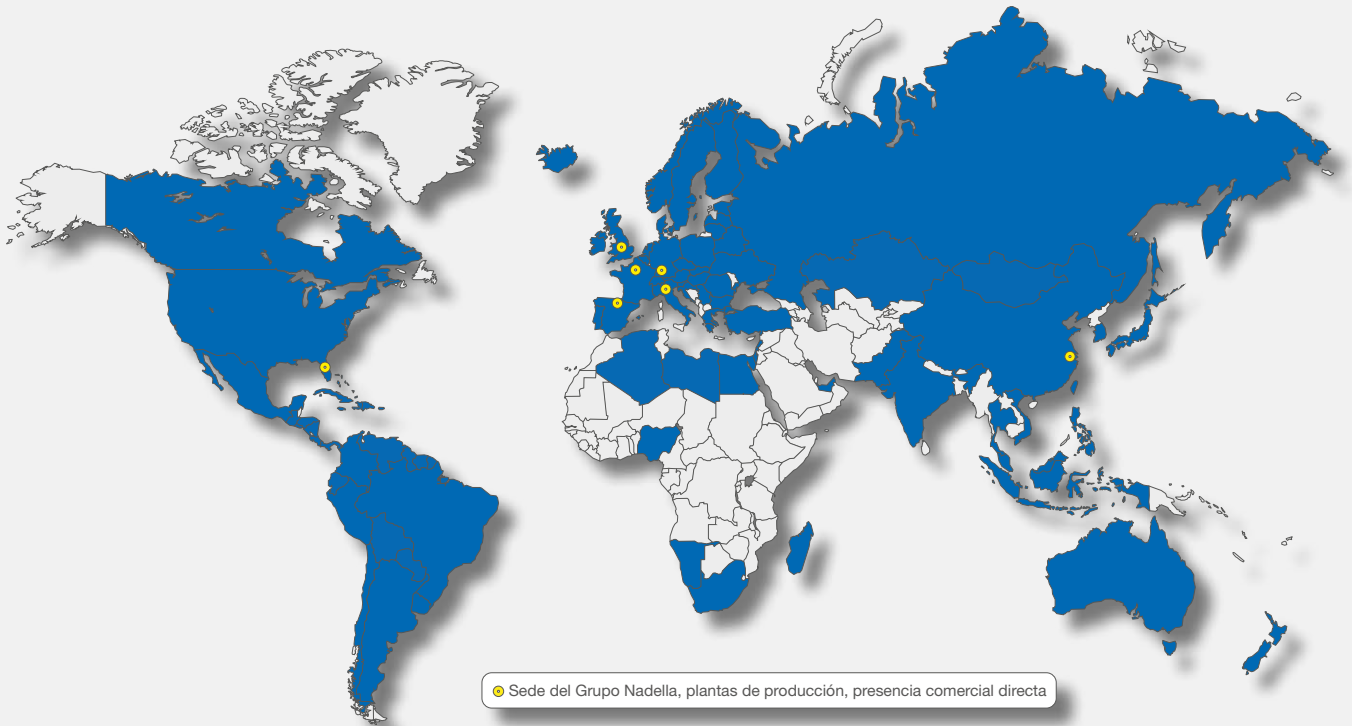 Sede del Grupo Nadella, plantas de producción, presencia comercial directa